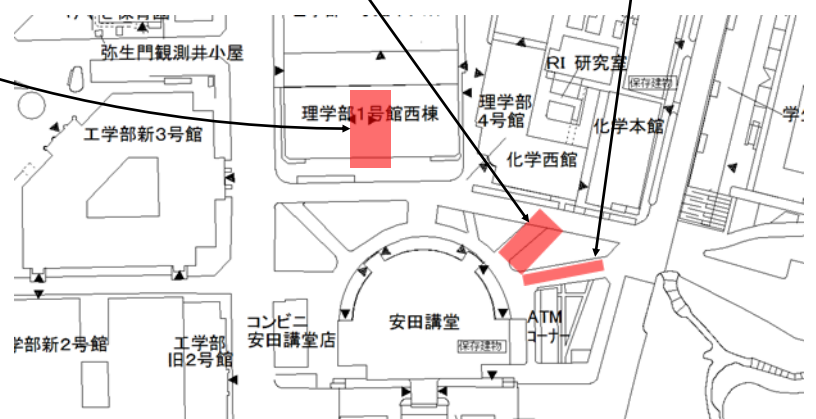 弥生門観測井小屋
RI 研究室
保存建物
理学部1号館西棟
理学部
4号館
工学部新3号館
化学本館
化学西館
コンビニ
安田講堂店
安田講堂
保存建物
ATM
コーナー
学部新2号館
工学部
旧2号館